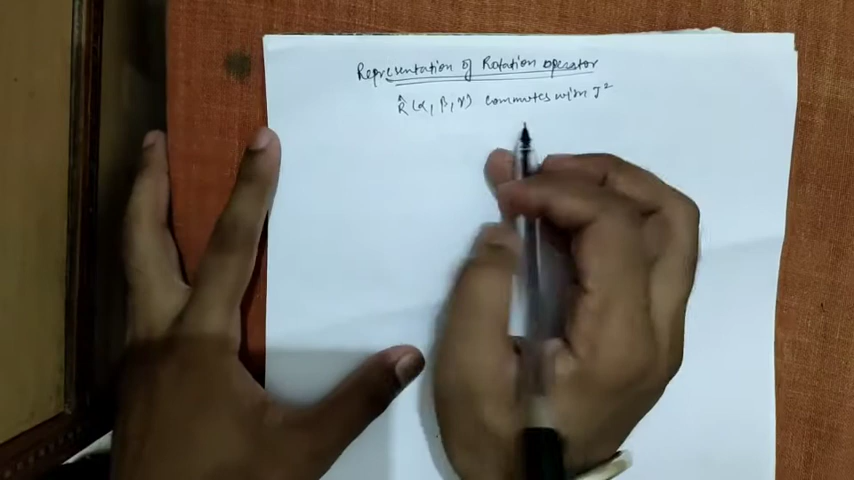 Representation of Rotation operator
R̂(α, β, γ) commutes with J²